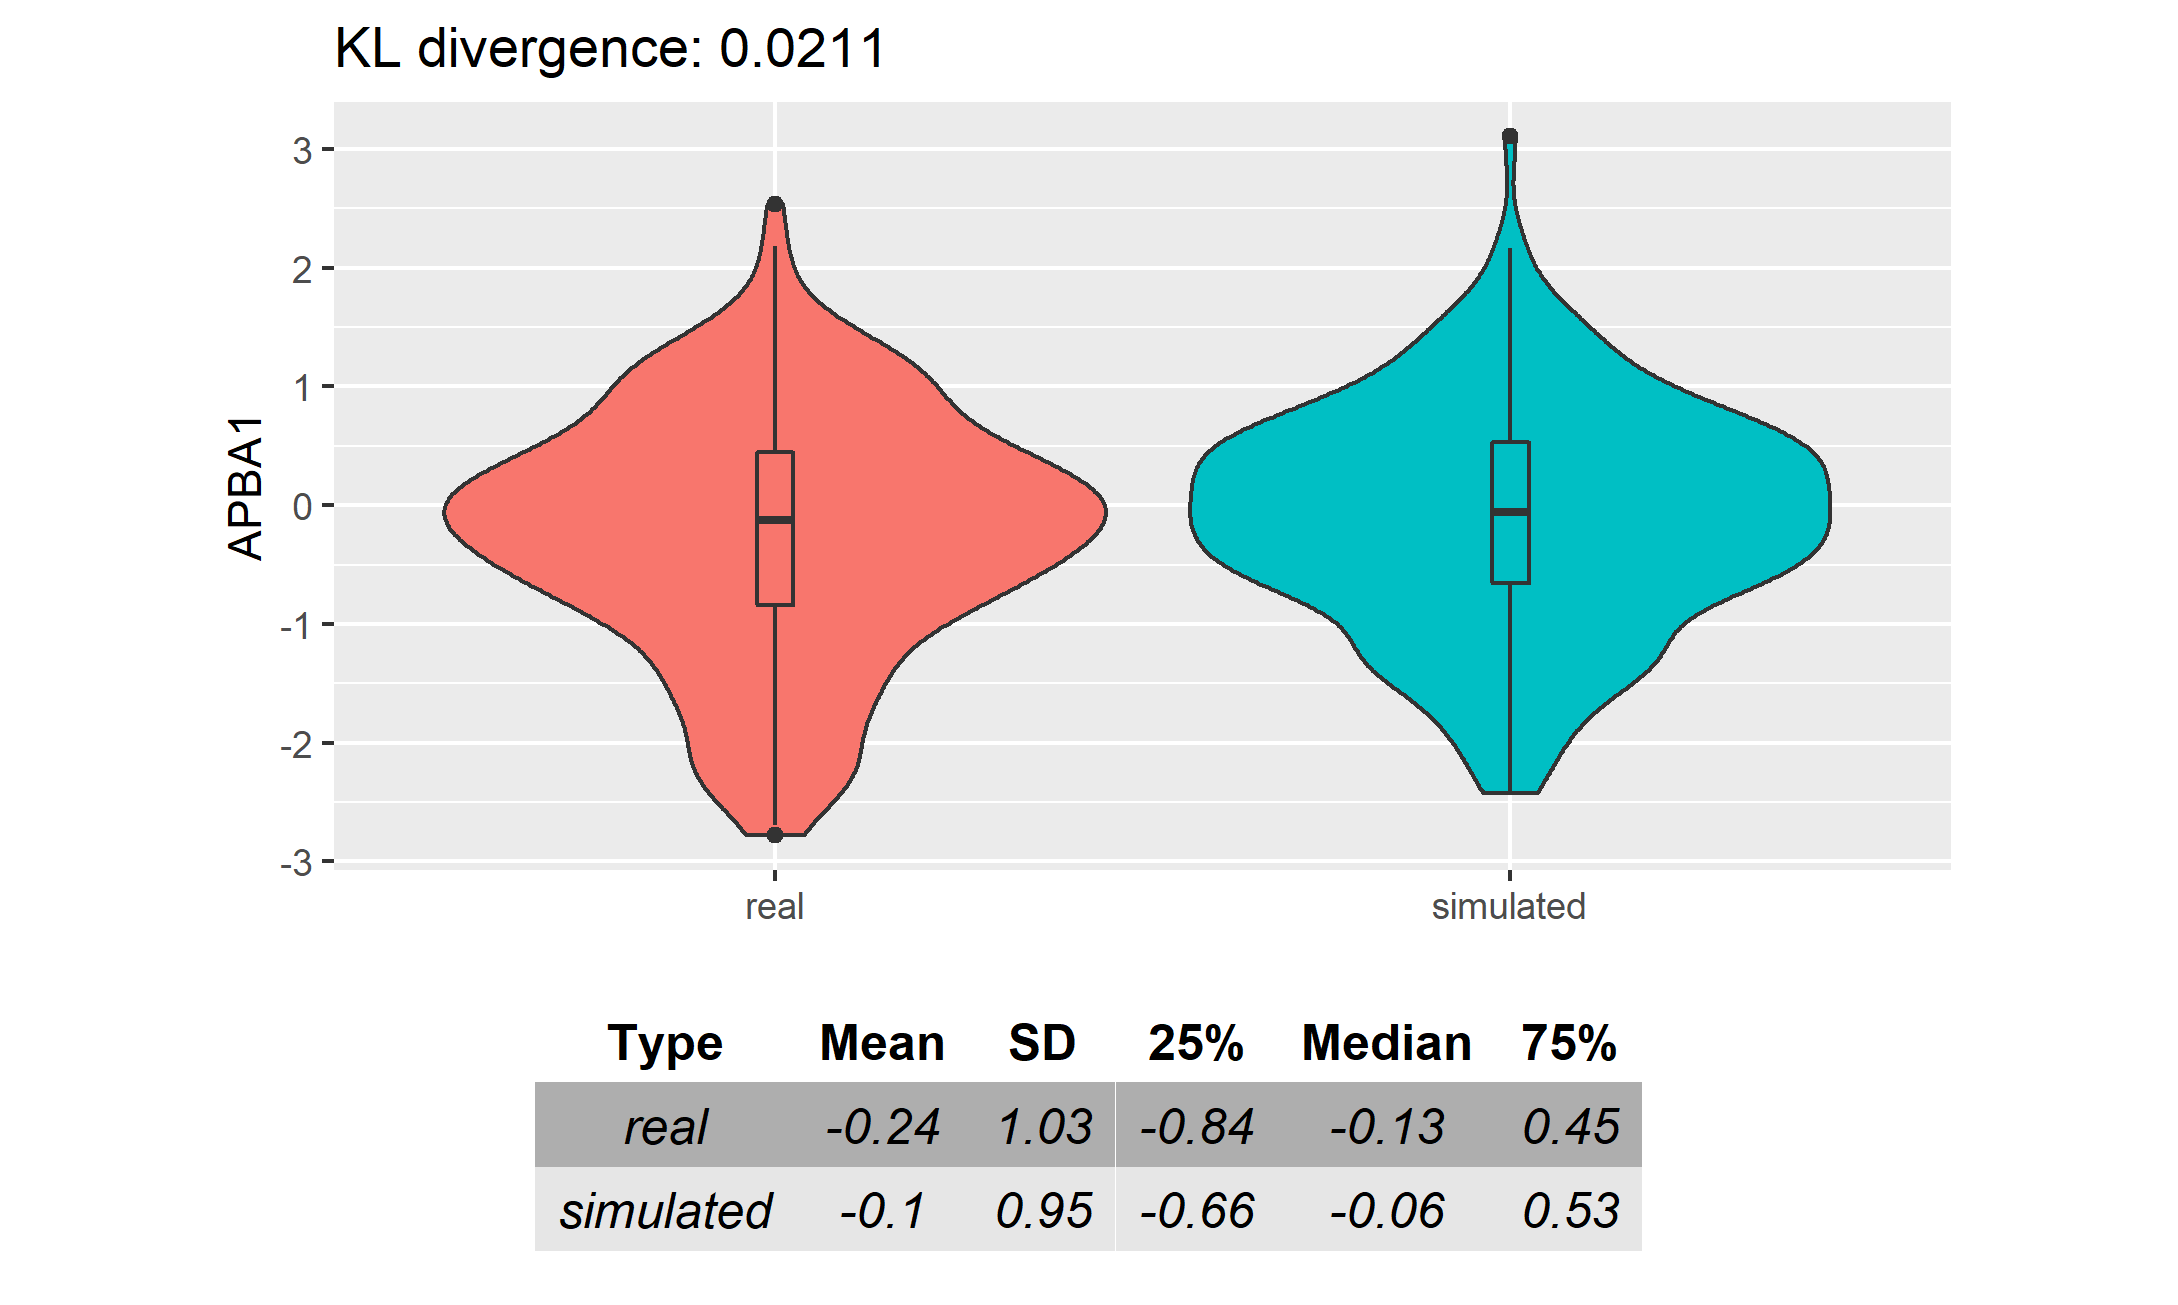 KL divergence: 0.0211
3
2
1
0
-1
-2
-3
APBA1
real simulated
Type Mean SD 25% Median 75%
real -0.24 1.03 -0.84 -0.13 0.45
simulated -0.1 0.95 -0.66 -0.06 0.53